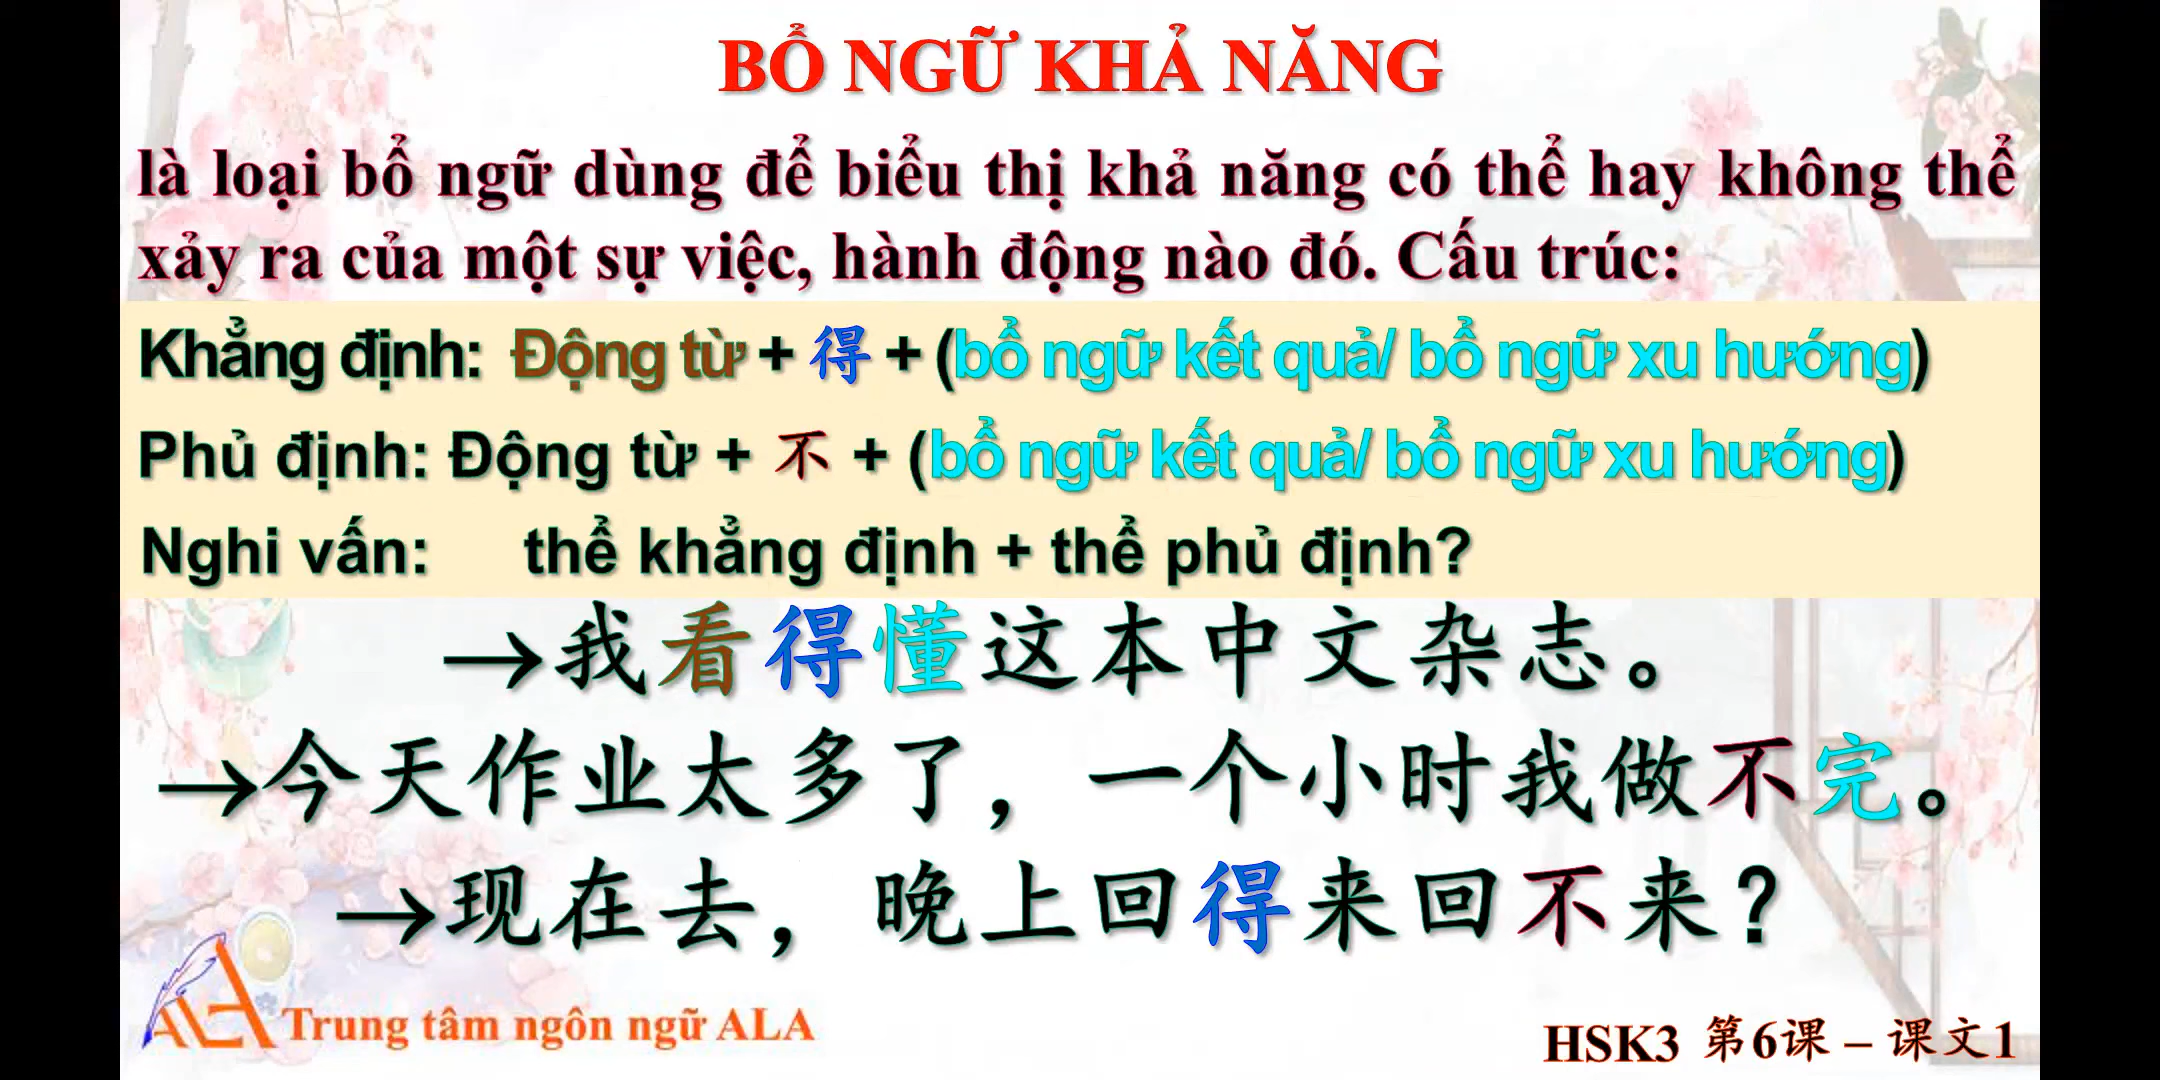 BỔ NGỮ KHẢ NĂNG
là loại bổ ngữ dùng để biểu thị khả năng có thể hay không thể
xảy ra của một sự việc, hành động nào đó. Cấu trúc:
Khẳng định: Động từ + 得 + (bổ ngữ kết quả/ bổ ngữ xu hướng)
Phủ định: Động từ + 不 + (bổ ngữ kết quả/ bổ ngữ xu hướng)
Nghi vấn: thể khẳng định + thể phủ định?
→我看得懂这本中文杂志。
→今天作业太多了，一个小时我做不完。
→现在去，晚上回得来回不来？
ALA Trung tâm ngôn ngữ ALA
HSK3 第6课 – 课文1